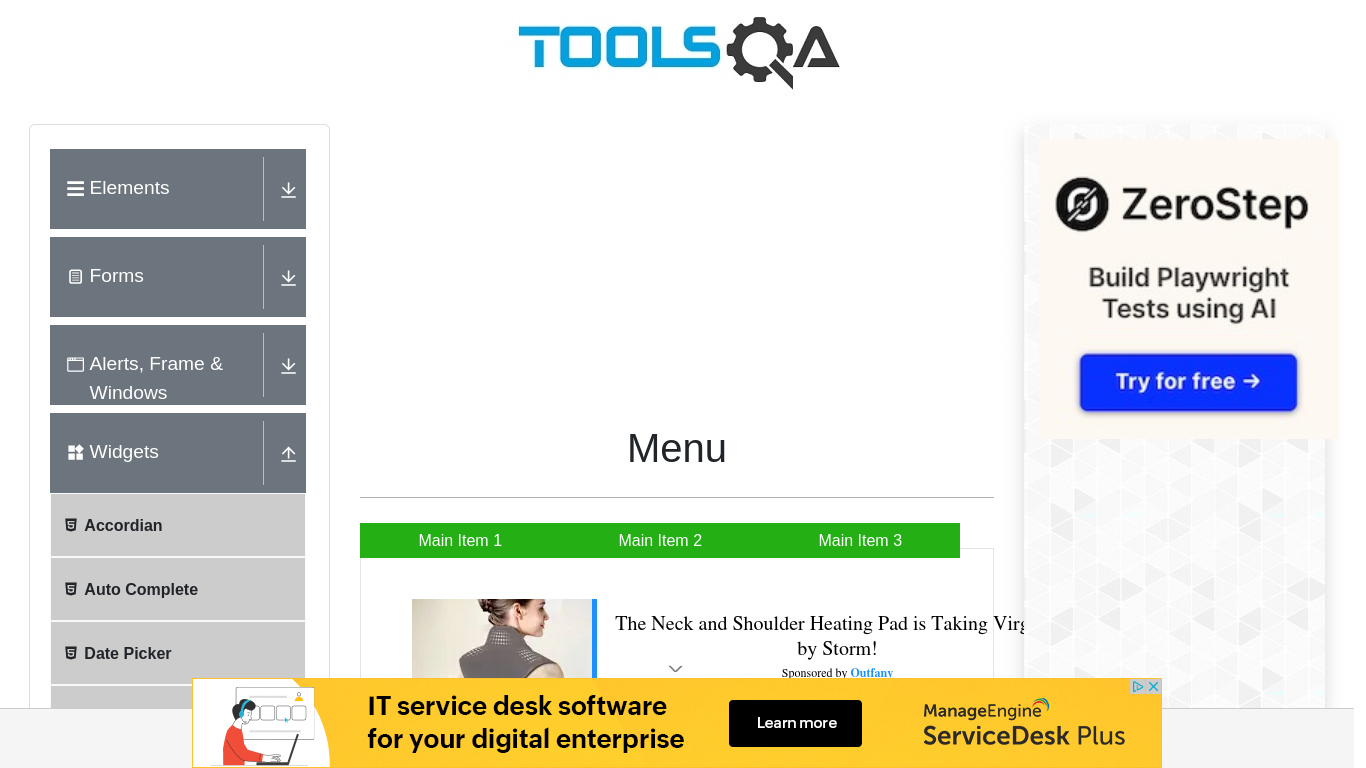 TOOLSQA
Elements
Forms
Alerts, Frame &
Windows
Widgets
Accordian
Auto Complete
Date Picker
Menu
Main Item 1
Main Item 2
Main Item 3
The Neck and Shoulder Heating Pad is Taking Virg
by Storm!
Sponsored by Outfany
ZeroStep
Build Playwright
Tests using AI
Try for free →
IT service desk software
for your digital enterprise
Learn more
ManageEngine
ServiceDesk Plus